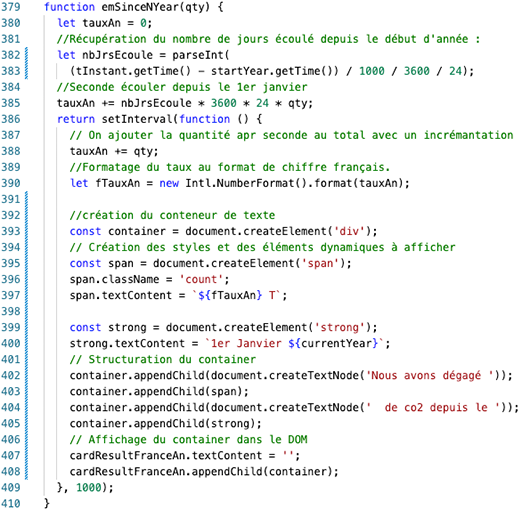 379 function emSinceNYear(qty) {
380 let tauxAn = 0;
381 //Récupération du nombre de jours écoulé depuis le début d'année :
382 let nbJrsEcoule = parseInt(
383 (tInstant.getTime() - startYear.getTime()) / 1000 / 3600 / 24);
384 //Seconde écouler depuis le 1er janvier
385 tauxAn += nbJrsEcoule * 3600 * 24 * qty;
386 return setInterval(function () {
387 // On ajouter la quantité apr seconde au total avec un incrémantation
388 tauxAn += qty;
389 //Formatage du taux au format de chiffre français.
390 let fTauxAn = new Intl.NumberFormat().format(tauxAn);
391
392 //création du conteneur de texte
393 const container = document.createElement('div');
394 // Création des styles et des éléments dynamiques à afficher
395 const span = document.createElement('span');
396 span.className = 'count';
397 span.textContent = `${fTauxAn} T`;
398
399 const strong = document.createElement('strong');
400 strong.textContent = `1er Janvier ${currentYear}`;
401 // Structuration du container
402 container.appendChild(document.createTextNode('Nous avons dégagé '));
403 container.appendChild(span);
404 container.appendChild(document.createTextNode('  de co2 depuis le '));
405 container.appendChild(strong);
406 // Affichage du container dans le DOM
407 cardResultFranceAn.textContent = '';
408 cardResultFranceAn.appendChild(container);
409 }, 1000);
410 }